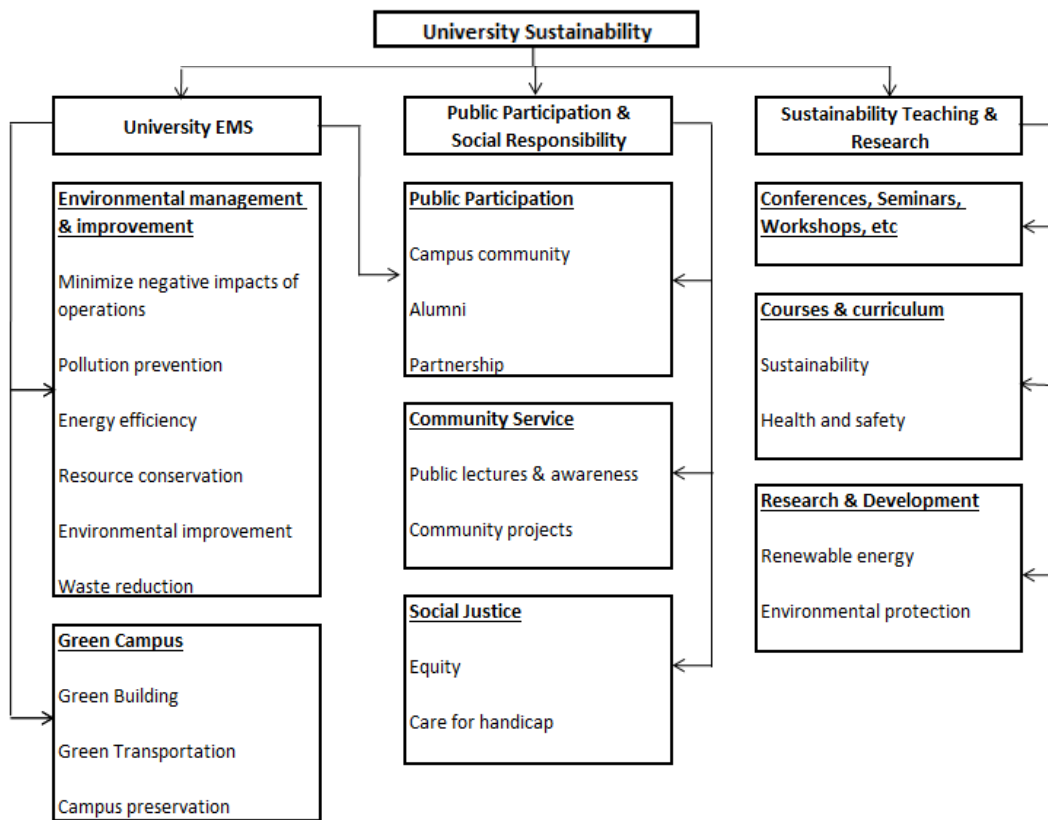 University Sustainability
University EMS
Public Participation &
Social Responsibility
Sustainability Teaching &
Research
Environmental management
& improvement
Minimize negative impacts of
operations
Pollution prevention
Energy efficiency
Resource conservation
Environmental improvement
Waste reduction
Green Campus
Green Building
Green Transportation
Campus preservation
Public Participation
Campus community
Alumni
Partnership
Community Service
Public lectures & awareness
Community projects
Social Justice
Equity
Care for handicap
Conferences, Seminars,
Workshops, etc
Courses & curriculum
Sustainability
Health and safety
Research & Development
Renewable energy
Environmental protection